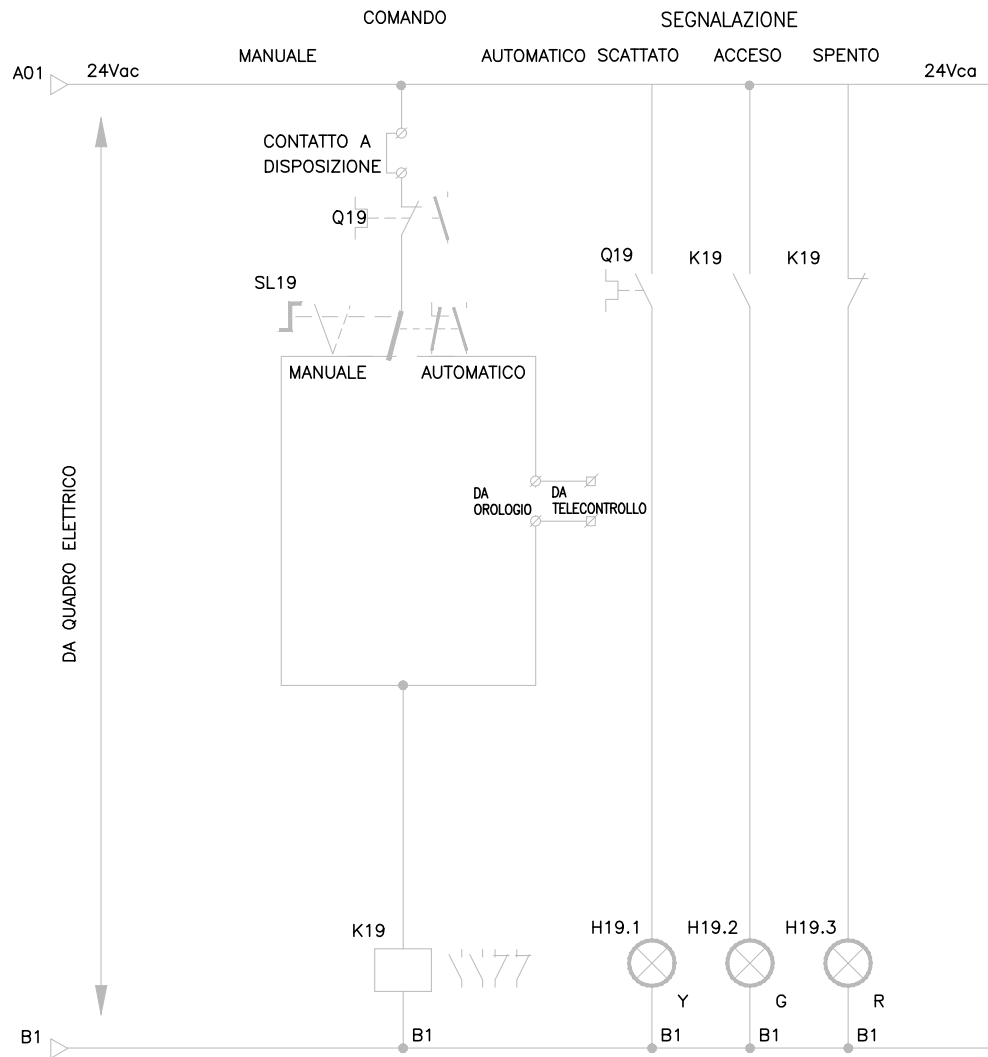 COMANDO
SEGNALAZIONE
MANUALE
AUTOMATICO
SCATTATO
ACCESO
SPENTO
A01
24Vac
24Vca
CONTATTO A
DISPOSIZIONE
Q19
SL19
Q19
K19
K19
MANUALE
AUTOMATICO
DA
OROLOGIO
DA
TELECONTROLLO
DA QUADRO ELETTRICO
K19
H19.1
H19.2
H19.3
Y
G
R
B1
B1
B1
B1
B1